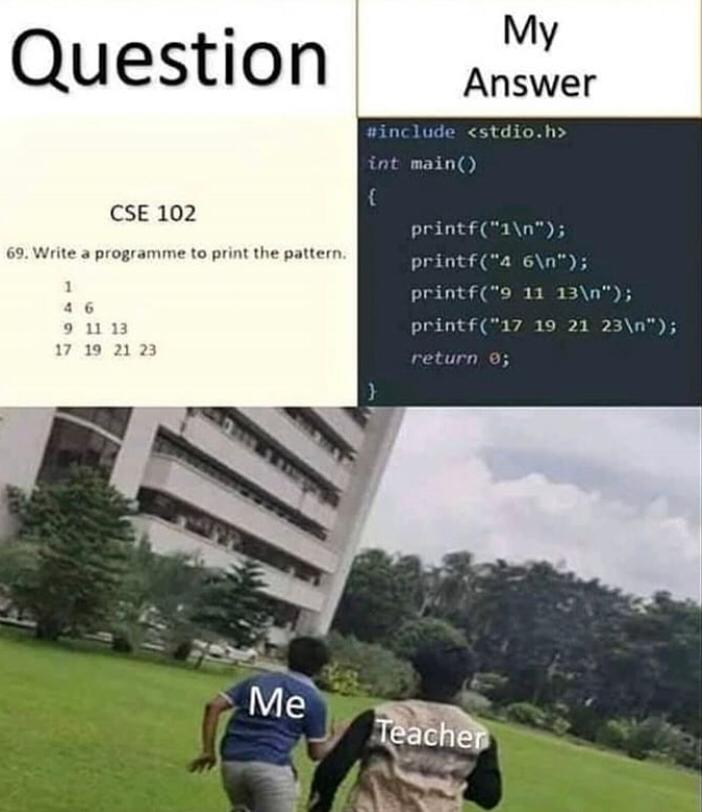 Question
My
Answer
CSE 102
69. Write a programme to print the pattern.
1
4 6
9 11 13
17 19 21 23
#include <stdio.h>
int main()
{
printf("1\n");
printf("4 6\n");
printf("9 11 13\n");
printf("17 19 21 23\n");
return 0;
}
Me
Teacher